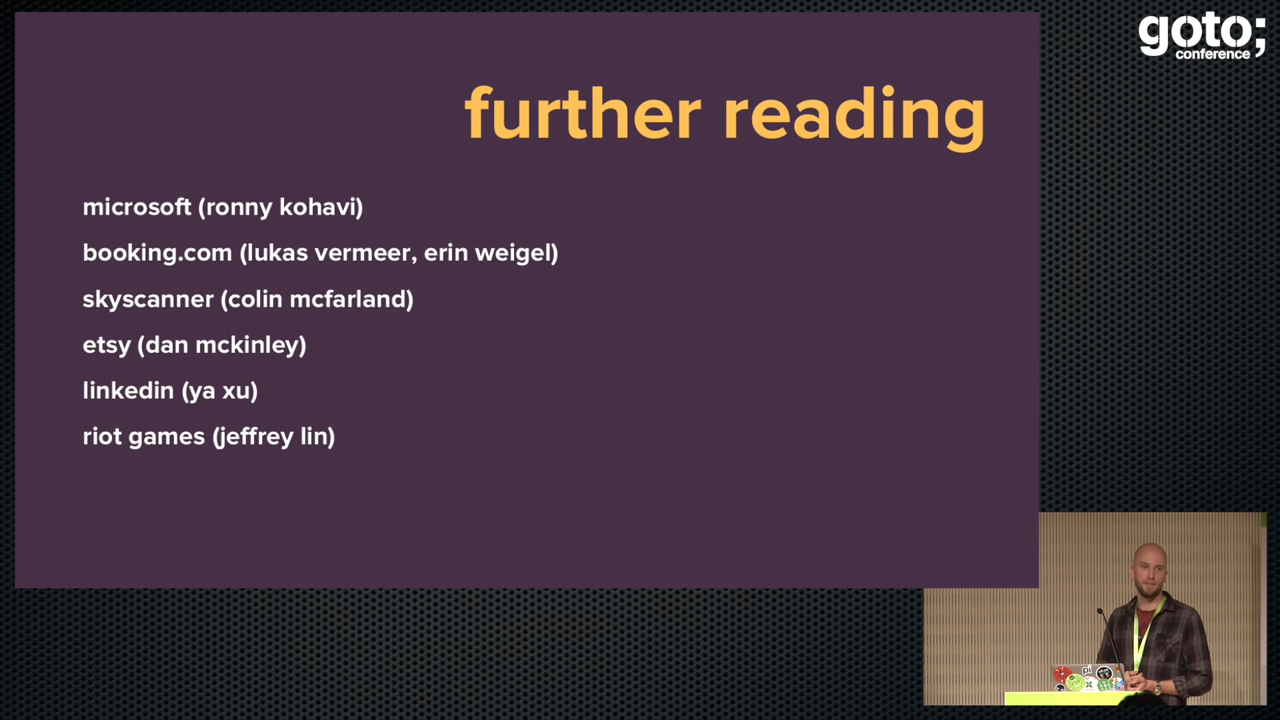 goto;
conference
further reading
microsoft (ronny kohavi)
booking.com (lukas vermeer, erin weigel)
skyscanner (colin mcfarland)
etsy (dan mckinley)
linkedin (ya xu)
riot games (jeffrey lin)